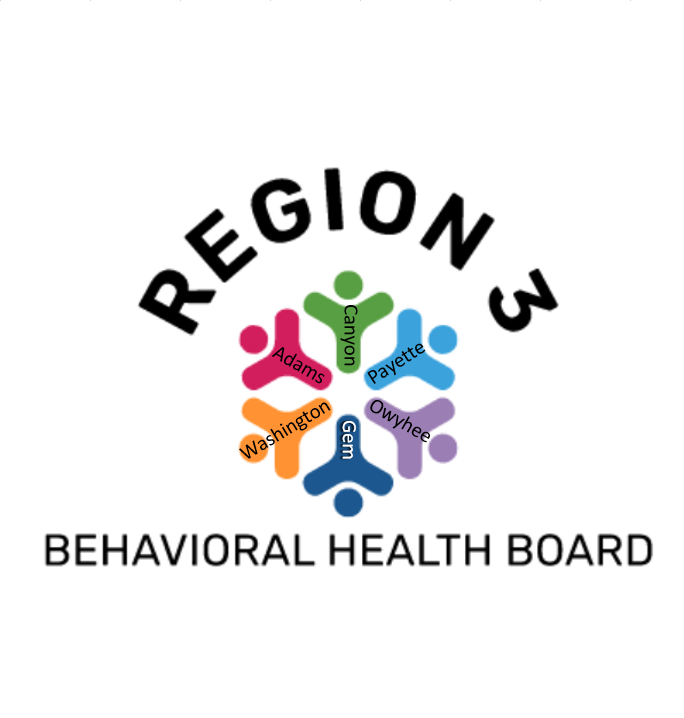 REGION 3
Canyon
Adams
Payette
Washington
Owyhee
Gem
BEHAVIORAL HEALTH BOARD